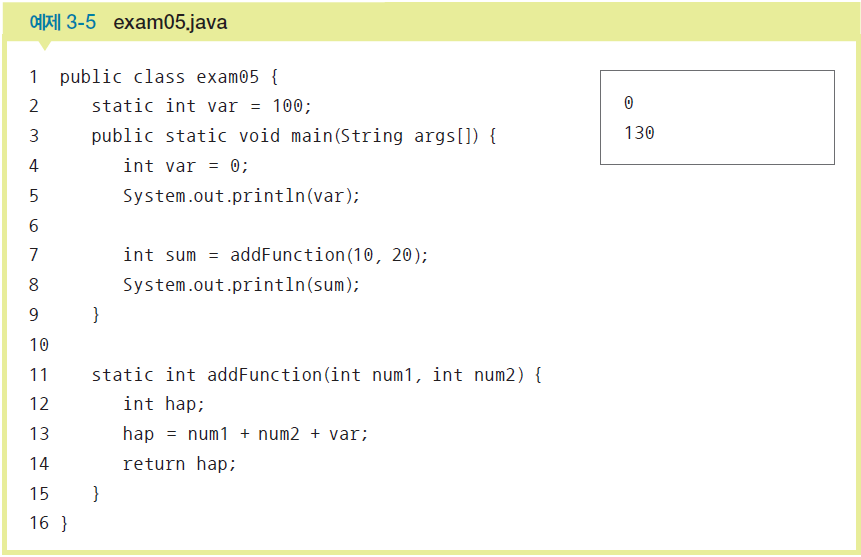 예제 3-5 exam05.java
1 public class exam05 {
2 static int var = 100;
3 public static void main(String args[]) {
4 int var = 0;
5 System.out.println(var);
6
7 int sum = addFunction(10, 20);
8 System.out.println(sum);
9 }
10
11 static int addFunction(int num1, int num2) {
12 int hap;
13 hap = num1 + num2 + var;
14 return hap;
15 }
16 }
0
130